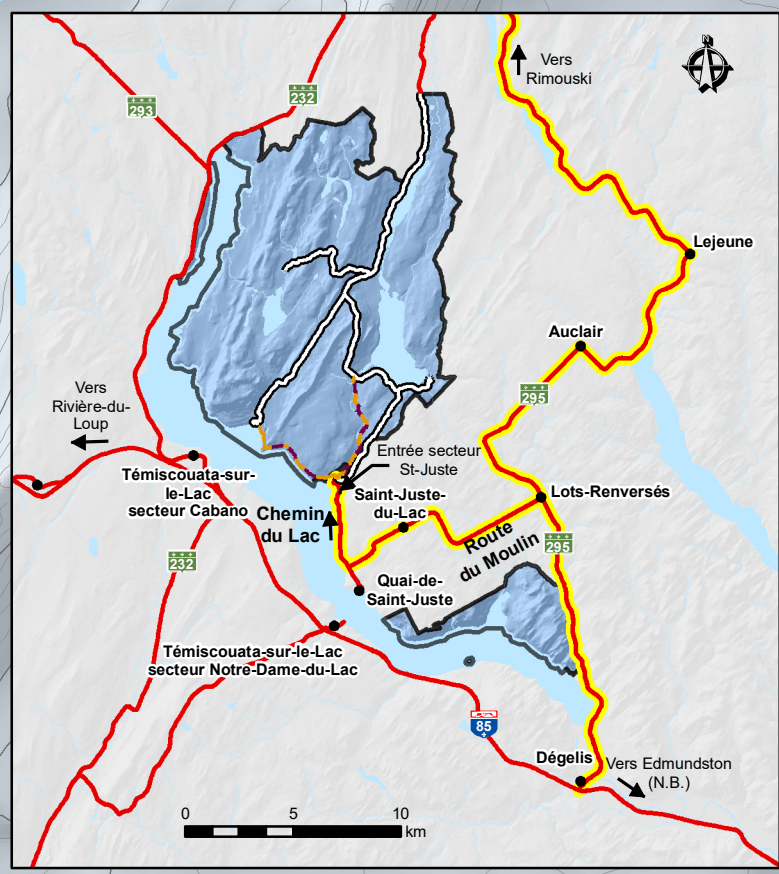 N
Vers
Rimouski
293
232
Lejeune
Auclair
295
Vers
Rivière-du-
Loup
Entrée secteur
St-Juste
Témiscouata-sur-
le-Lac
secteur Cabano
Saint-Juste-
du-Lac
Lots-Renversés
Chemin
du Lac
Route
du Moulin
295
232
Quai-de-
Saint-Juste
Témiscouata-sur-le-Lac
secteur Notre-Dame-du-Lac
85
Dégelis
Vers Edmundston
(N.B.)
0 5 10
km